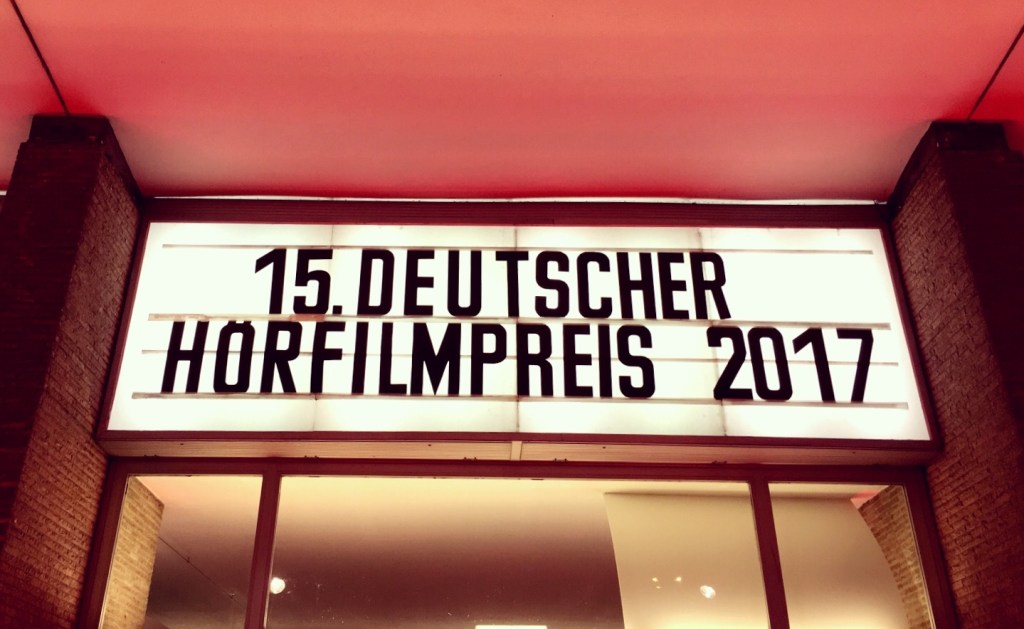 15. DEUTSCHER
HÖRFILMPREIS 2017